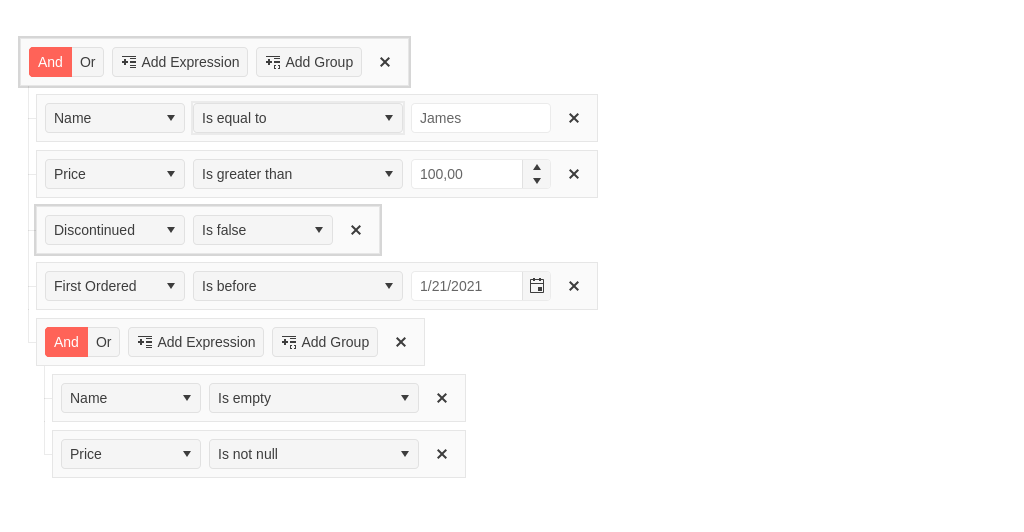 And Or Add Expression Add Group
Name Is equal to James
Price Is greater than 100,00
Discontinued Is false
First Ordered Is before 1/21/2021
And Or Add Expression Add Group
Name Is empty
Price Is not null